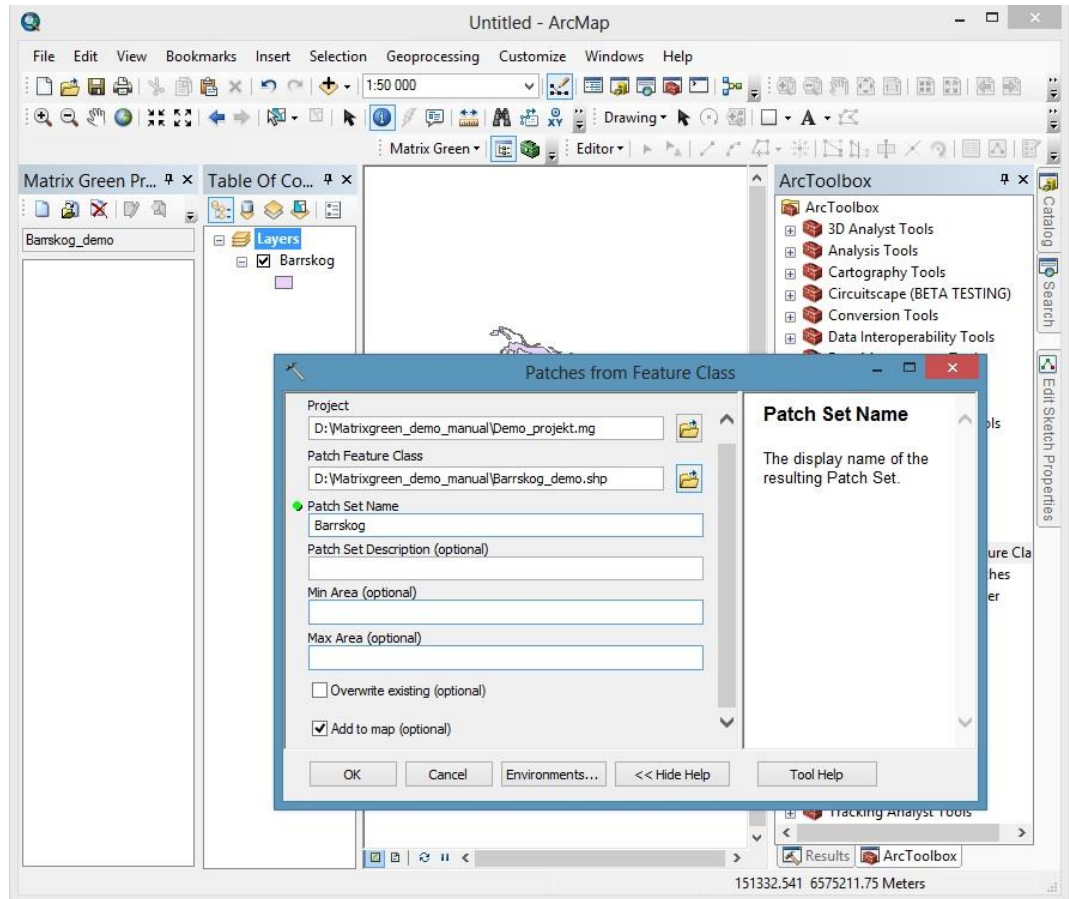 Untitled - ArcMap
File Edit View Bookmarks Insert Selection Geoprocessing Customize Windows Help
1:50 000
Drawing
Matrix Green Editor
Matrix Green Pr...
Barrskog_demo
Table Of Co...
Layers
Barrskog
ArcToolbox
ArcToolbox
3D Analyst Tools
Analysis Tools
Cartography Tools
Circuitscape (BETA TESTING)
Conversion Tools
Data Interoperability Tools
ols
ure Cla
hes
er
Tracking Analyst Tools
Catalog
Search
Edit Sketch Properties
Patches from Feature Class
Project
D:\Matrixgreen_demo_manual\Demo_projekt.mg
Patch Feature Class
D:\Matrixgreen_demo_manual\Barrskog_demo.shp
Patch Set Name
Barrskog
Patch Set Description (optional)
Min Area (optional)
Max Area (optional)
Overwrite existing (optional)
Add to map (optional)
OK Cancel Environments... << Hide Help Tool Help
Patch Set Name
The display name of the
resulting Patch Set.
Results ArcToolbox
151332.541 6575211.75 Meters